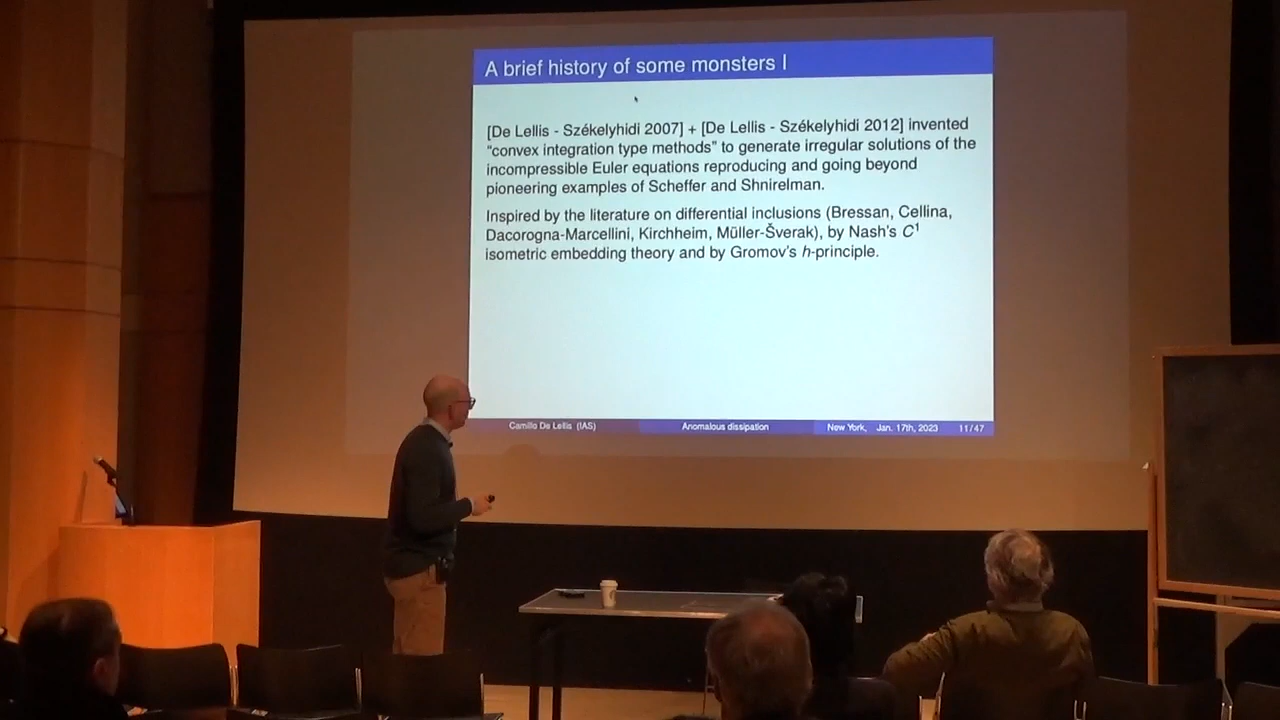 A brief history of some monsters I
[De Lellis - Székelyhidi 2007] + [De Lellis - Székelyhidi 2012] invented
“convex integration type methods” to generate irregular solutions of the
incompressible Euler equations reproducing and going beyond
pioneering examples of Scheffer and Shnirelman.
Inspired by the literature on differential inclusions (Bressan, Cellina,
Dacorogna-Marcellini, Kirchheim, Müller-Šverak), by Nash's C¹
isometric embedding theory and by Gromov's h-principle.
Camillo De Lellis (IAS) Anomalous dissipation New York, Jan. 17th, 2023 11/47